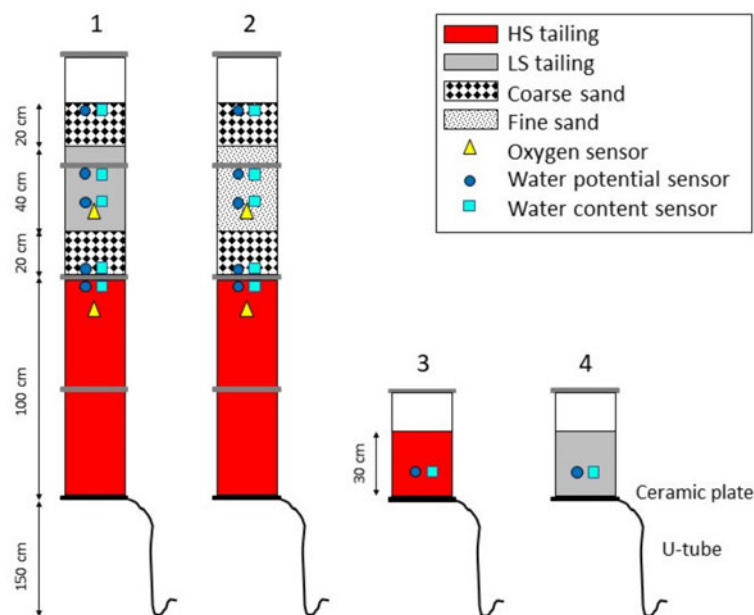 1
2
HS tailing
LS tailing
Coarse sand
Fine sand
Oxygen sensor
Water potential sensor
Water content sensor
20 cm
40 cm
20 cm
100 cm
150 cm
3
4
30 cm
Ceramic plate
U-tube